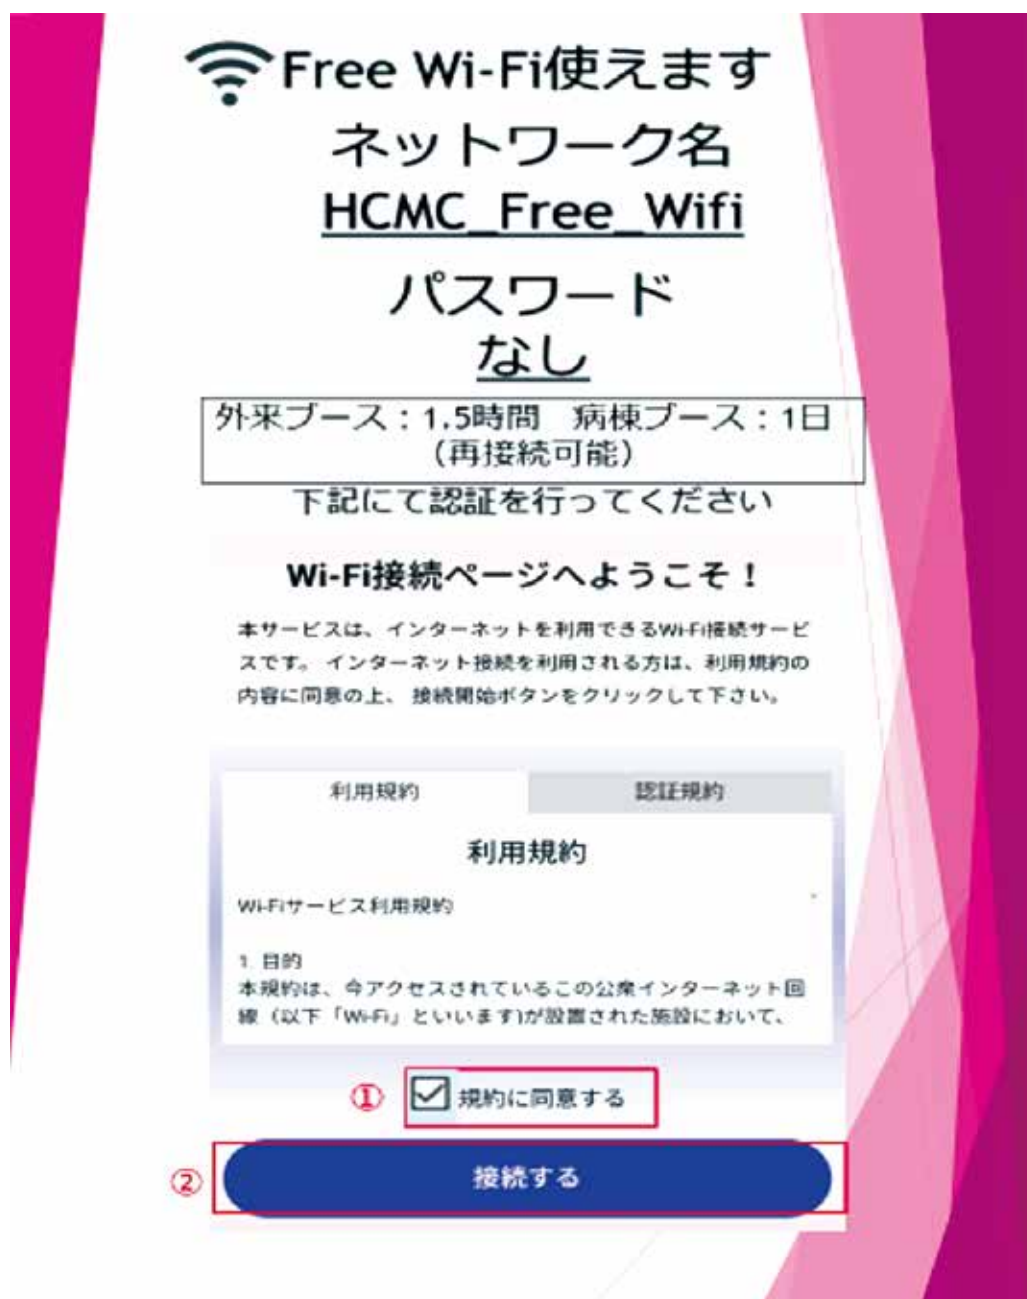 Free Wi-Fi使えます
ネットワーク名
HCMC_Free_Wifi
パスワード
なし
外来ブース：1.5時間　病棟ブース：1日
（再接続可能）
下記にて認証を行ってください
Wi-Fi接続ページへようこそ！
本サービスは、インターネットを利用できるWi-Fi接続サービ
スです。 インターネット接続を利用される方は、利用規約の
内容に同意の上、 接続開始ボタンをクリックして下さい。
利用規約　認証規約
利用規約
Wi-Fiサービス利用規約
1. 目的
本規約は、今アクセスされているこの公衆インターネット回
線（以下「Wi-Fi」といいます)が設置された施設において、
① 規約に同意する
② 接続する